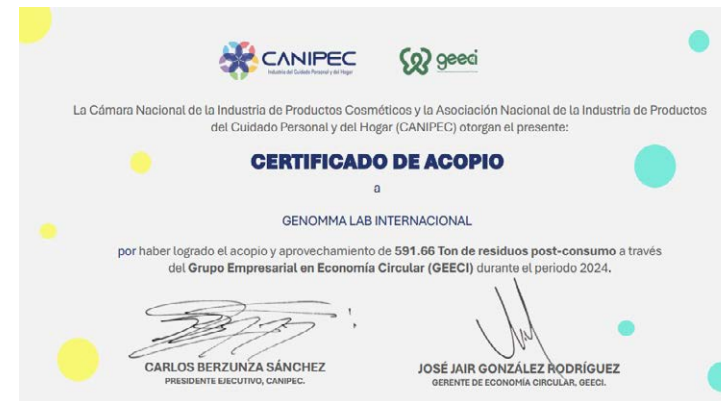 CANIPEC
Industria del Cuidado Personal y del Hogar
geeci
La Cámara Nacional de la Industria de Productos Cosméticos y la Asociación Nacional de la Industria de Productos
del Cuidado Personal y del Hogar (CANIPEC) otorgan el presente:
CERTIFICADO DE ACOPIO
a
GENOMMA LAB INTERNACIONAL
por haber logrado el acopio y aprovechamiento de 591.66 Ton de residuos post-consumo a través
del Grupo Empresarial en Economía Circular (GEECI) durante el periodo 2024.
CARLOS BERZUNZA SÁNCHEZ
PRESIDENTE EJECUTIVO, CANIPEC.
JOSÉ JAIR GONZÁLEZ RODRÍGUEZ
GERENTE DE ECONOMÍA CIRCULAR, GEECI.